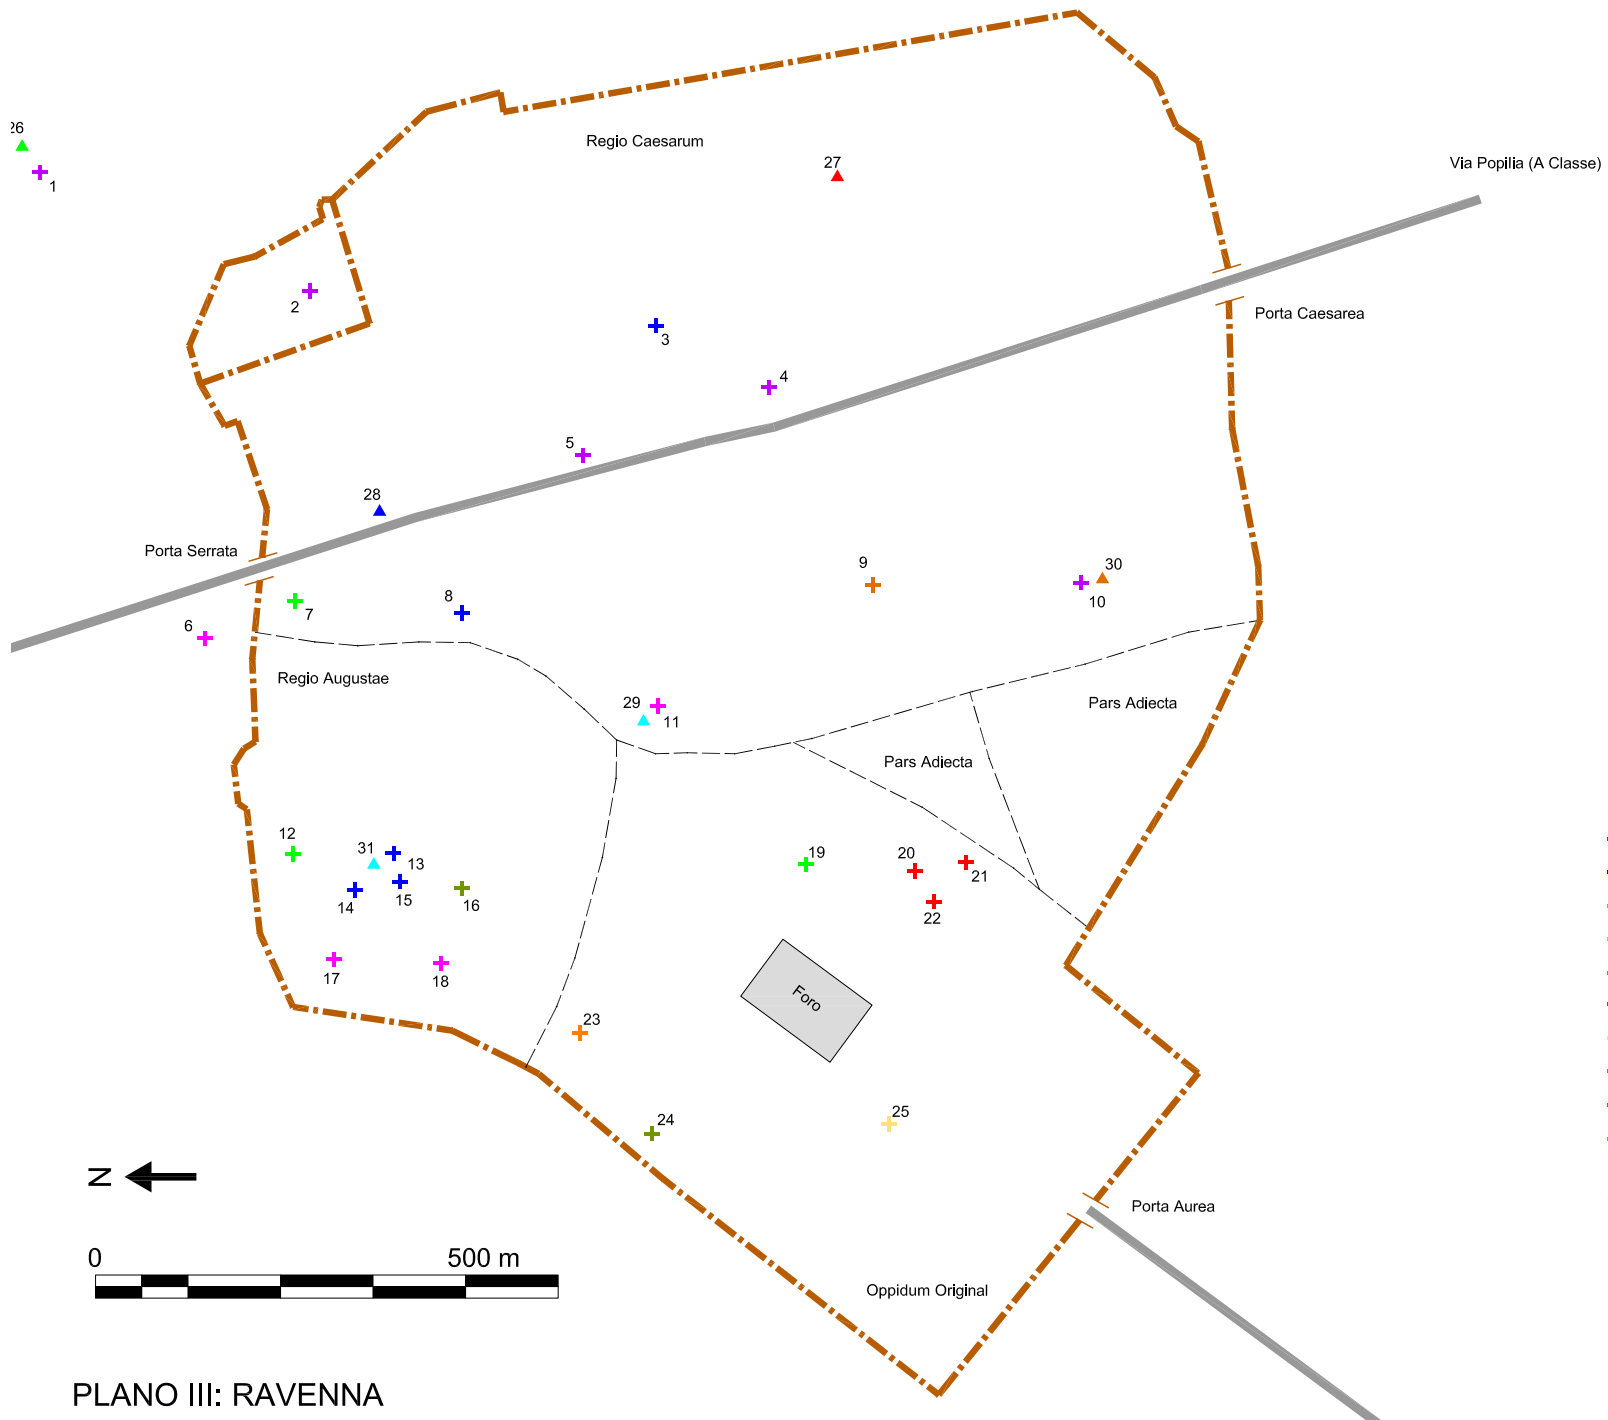 26
1
Regio Caesarum
27
Via Popilia (A Classe)
2
3
Porta Caesarea
4
5
28
Porta Serrata
9
30
8
10
7
6
Regio Augustae
29
11
Pars Adiecta
Pars Adiecta
12
31
13
19
20
21
14
15
16
22
17
18
Foro
23
24
25
N
Porta Aurea
0 500 m
Oppidum Original
PLANO III: RAVENNA